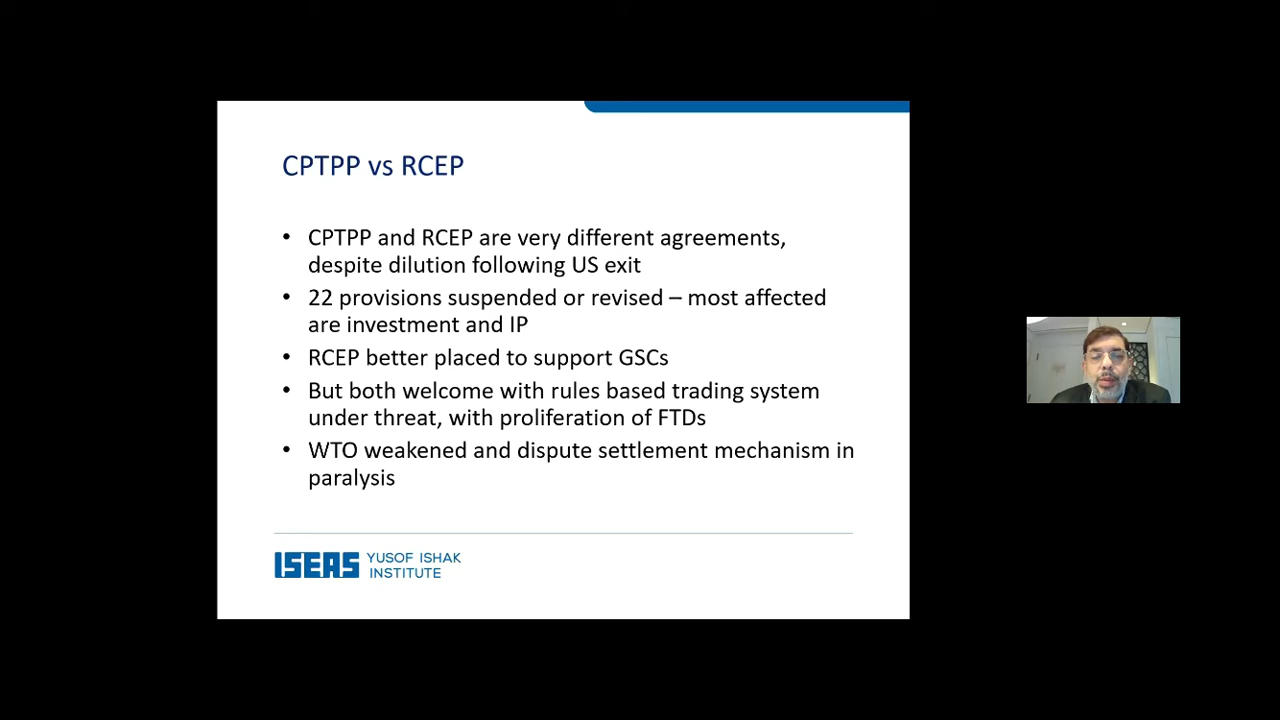 CPTPP vs RCEP
• CPTPP and RCEP are very different agreements,
despite dilution following US exit
• 22 provisions suspended or revised – most affected
are investment and IP
• RCEP better placed to support GSCs
• But both welcome with rules based trading system
under threat, with proliferation of FTDs
• WTO weakened and dispute settlement mechanism in
paralysis
ISEAS YUSOF ISHAK
INSTITUTE